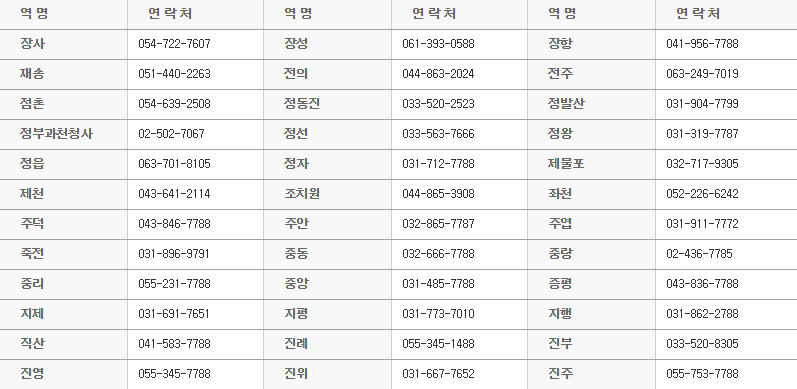 역 명 연 락 처 역 명 연 락 처 역 명 연 락 처
장사 054-722-7607 장성 061-393-0588 장항 041-956-7788
재송 051-440-2263 전의 044-863-2024 전주 063-249-7019
점촌 054-639-2508 정동진 033-520-2523 정발산 031-904-7799
정부과천청사 02-502-7067 정선 033-563-7666 정왕 031-319-7787
정읍 063-701-8105 정자 031-712-7788 제물포 032-717-9305
제천 043-641-2114 조치원 044-865-3908 좌천 052-226-6242
주덕 043-846-7788 주안 032-865-7787 주엽 031-911-7772
죽전 031-896-9791 중동 032-666-7788 중랑 02-436-7785
중리 055-231-7788 중앙 031-485-7788 증평 043-836-7788
지제 031-691-7651 지평 031-773-7010 지행 031-862-2788
직산 041-583-7788 진례 055-345-1488 진부 033-520-8305
진영 055-345-7788 진위 031-667-7652 진주 055-753-7788